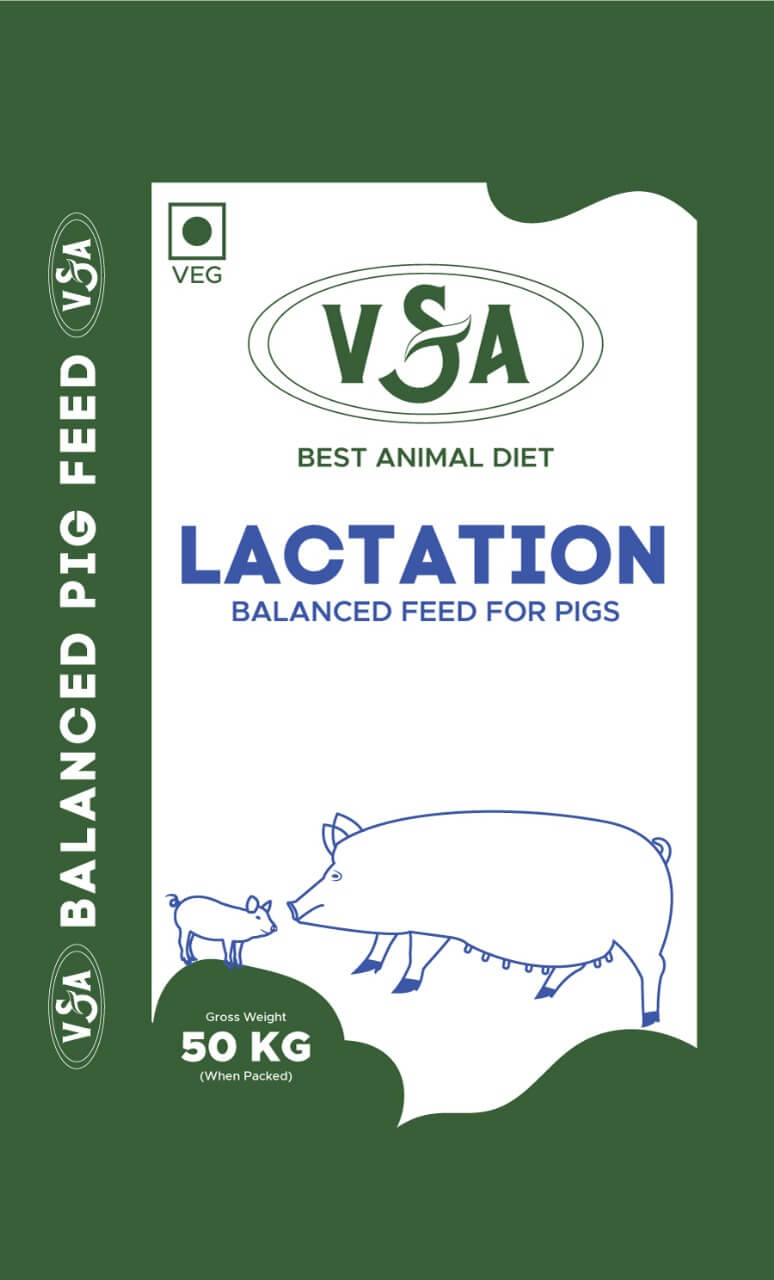 VEG
V&A
BEST ANIMAL DIET
LACTATION
BALANCED FEED FOR PIGS
Gross Weight
50 KG
(When Packed)
V&A
BALANCED PIG FEED
V&A